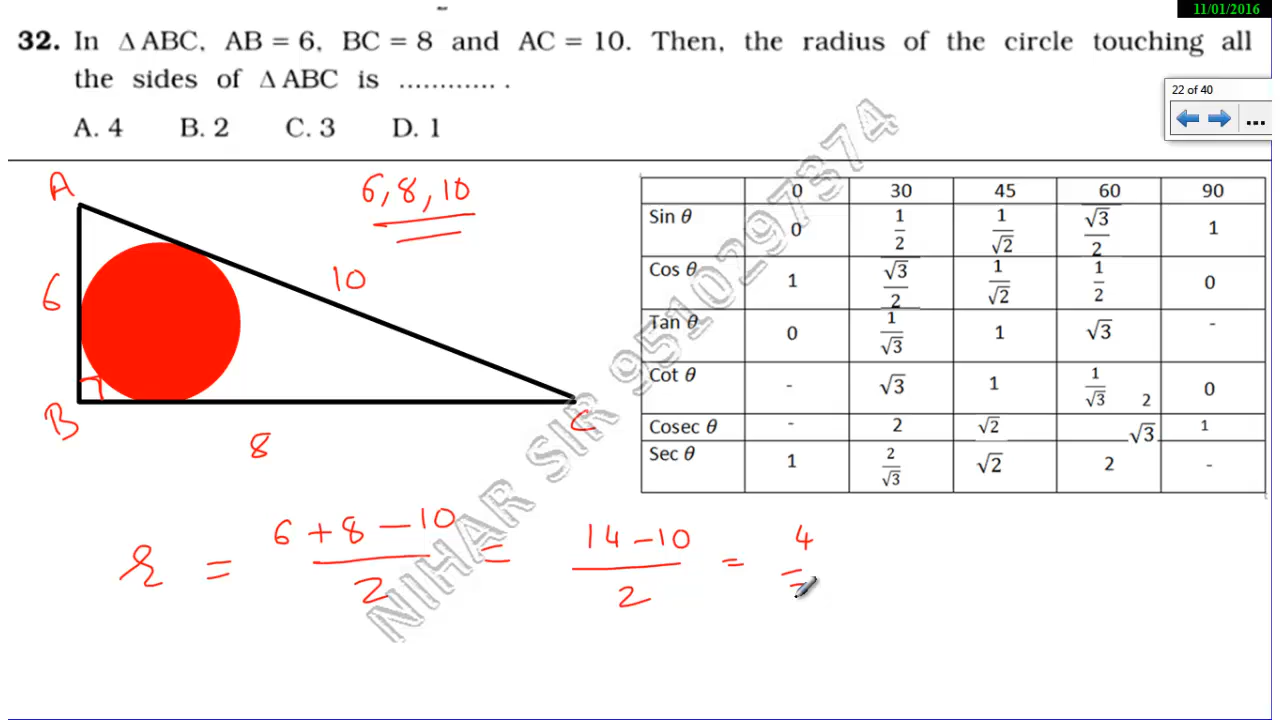 11/01/2016
32. In Δ ABC, AB = 6, BC = 8 and AC = 10. Then, the radius of the circle touching all
the sides of Δ ABC is ............ .
A. 4 B. 2 C. 3 D. 1
22 of 40
...
A
6, 8, 10
6
10
B
C
8
0 30 45 60 90
Sin θ 0 1/2 1/√2 √3/2 1
Cos θ 1 √3/2 1/√2 1/2 0
Tan θ 0 1/√3 1 √3 -
Cot θ - √3 1 1/√3 0
Cosec θ - 2 √2 2/√3 1
Sec θ 1 2/√3 √2 2 -
r = (6 + 8 - 10)/2 = (14 - 10)/2 = 4/
NIHAR SIR 9510297374